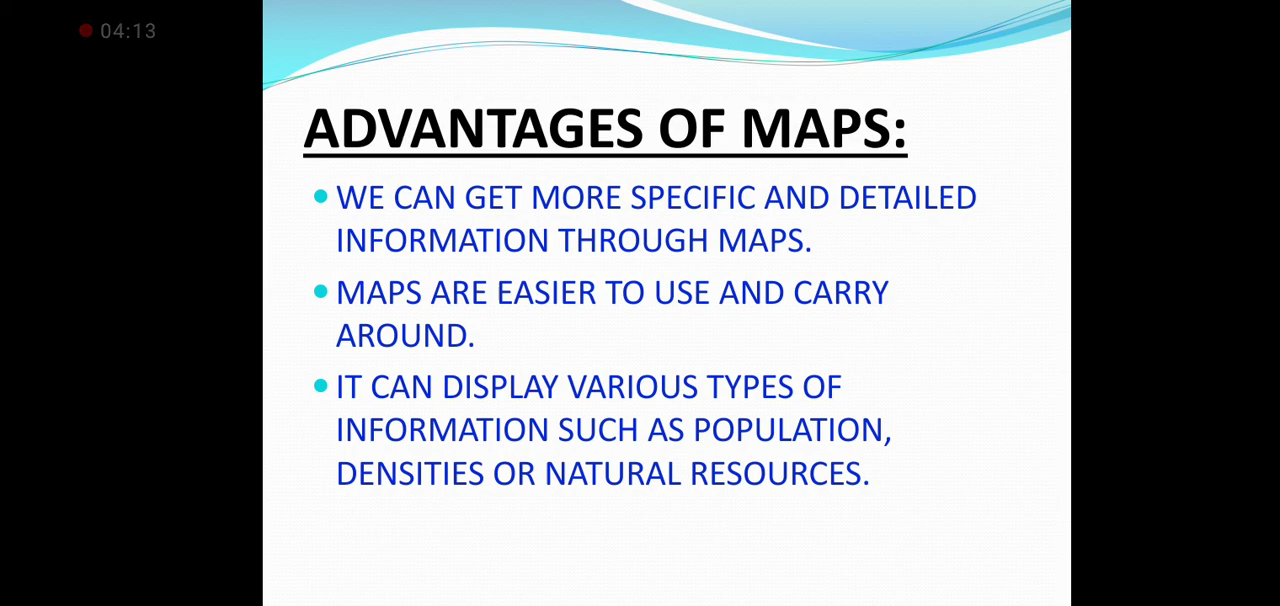 04:13
ADVANTAGES OF MAPS:
WE CAN GET MORE SPECIFIC AND DETAILED
INFORMATION THROUGH MAPS.
MAPS ARE EASIER TO USE AND CARRY
AROUND.
IT CAN DISPLAY VARIOUS TYPES OF
INFORMATION SUCH AS POPULATION,
DENSITIES OR NATURAL RESOURCES.